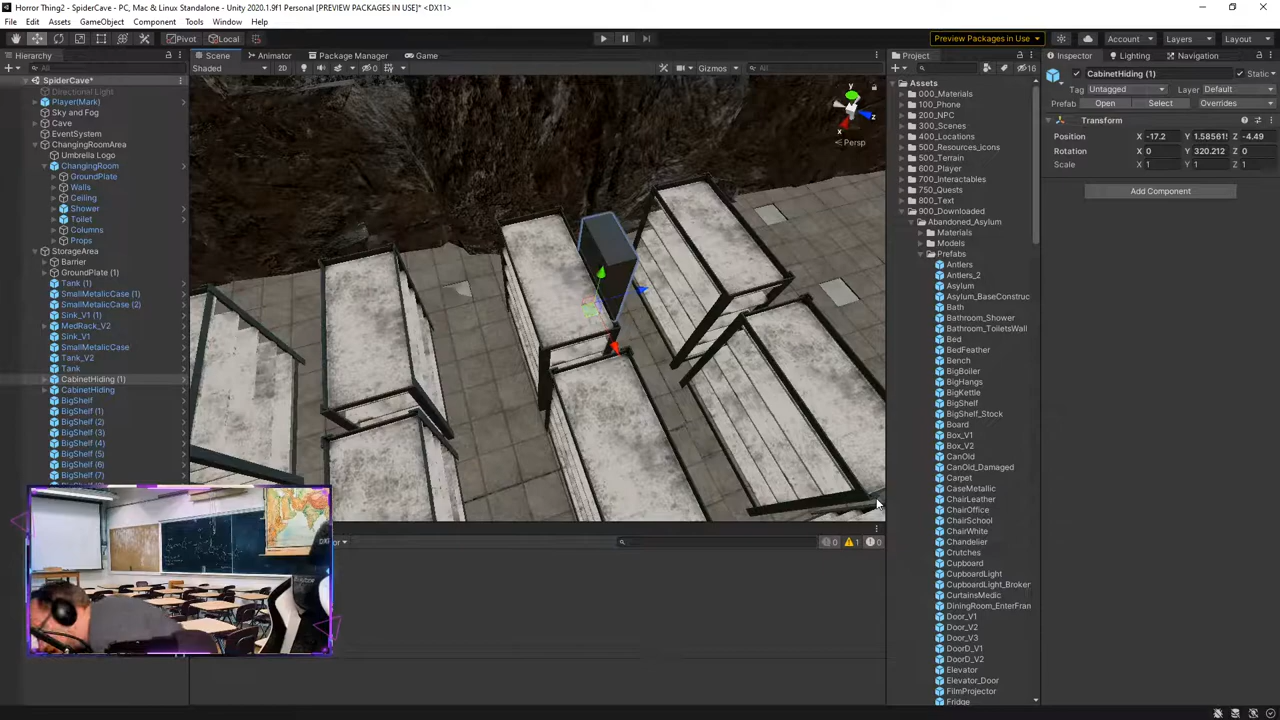 Horror Thing2 - SpiderCave - PC, Mac & Linux Standalone - Unity 2020.1.9f1 Personal [PREVIEW PACKAGES IN USE]* <DX11>
File Edit Assets GameObject Component Tools Window Help
Pivot Local Preview Packages in Use Account Layers Layout
Hierarchy Scene Animator Package Manager Game Project Inspector Lighting Navigation
All Shaded 2D 0 Gizmos All 16
SpiderCave*
Directional Light
Player(Mark)
Sky and Fog
Cave
EventSystem
ChangingRoomArea
Umbrella Logo
ChangingRoom
GroundPlate
Walls
Ceiling
Shower
Toilet
Columns
Props
StorageArea
Barrier
GroundPlate (1)
Tank (1)
SmallMetalicCase (1)
SmallMetalicCase (2)
Sink_V1 (1)
MedRack_V2
Sink_V1
SmallMetalicCase
Tank_V2
Tank
CabinetHiding (1)
CabinetHiding
BigShelf
BigShelf (1)
BigShelf (2)
BigShelf (3)
BigShelf (4)
BigShelf (5)
BigShelf (6)
BigShelf (7)
y
x
z
Persp
0 1 0
Assets
000_Materials
100_Phone
200_NPC
300_Scenes
400_Locations
500_Resources_icons
500_Terrain
600_Player
700_Interactables
750_Quests
800_Text
900_Downloaded
Abandoned_Asylum
Materials
Models
Prefabs
Antlers
Antlers_2
Asylum
Asylum_BaseConstruc
Bath
Bathroom_Shower
Bathroom_ToiletsWall
Bed
BedFeather
Bench
BigBoiler
BigHangs
BigKettle
BigShelf
BigShelf_Stock
Board
Box_V1
Box_V2
CanOld
CanOld_Damaged
Carpet
CaseMetallic
ChairLeather
ChairOffice
ChairSchool
ChairWhite
Chandelier
Crutches
Cupboard
CupboardLight
CupboardLight_Broken
CurtainsMedic
DiningRoom_EnterFran
Door_V1
Door_V2
Door_V3
DoorD_V1
DoorD_V2
Elevator
Elevator_Door
FilmProjector
Fridge
CabinetHiding (1) Static
Tag Untagged Layer Default
Prefab Open Select Overrides
Transform
Position X -17.2 Y 1.58561! Z -4.49
Rotation X 0 Y 320.212 Z 0
Scale X 1 Y 1 Z 1
Add Component